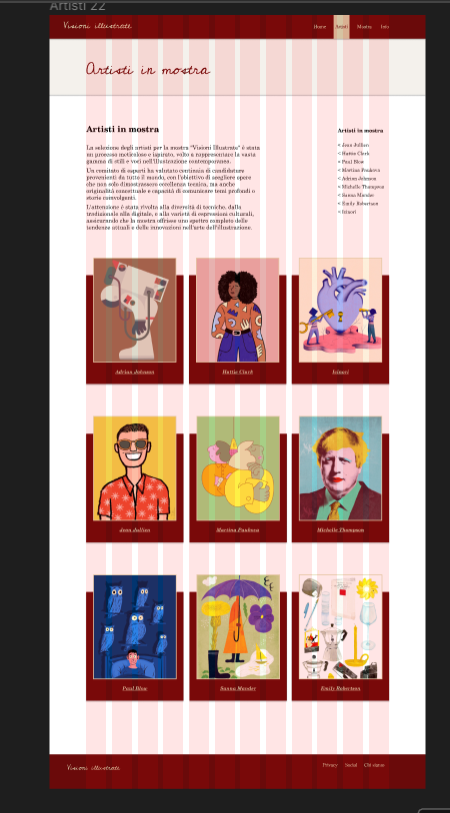 Artisti 22
Visioni illustrate
Home Artisti Mostra Info
Artisti in mostra
Artisti in mostra
La selezione degli artisti per la mostra "Visioni Illustrate" è stata
un processo meticoloso e ispirato, volto a rappresentare la vasta
gamma di stili e voci nell'illustrazione contemporanea.
Un comitato di esperti ha valutato centinaia di candidature
provenienti da tutto il mondo, con l'obiettivo di scegliere opere
che non solo dimostrassero eccellenza tecnica, ma anche
originalità concettuale e capacità di comunicare temi profondi o
storie coinvolgenti.
L'attenzione è stata rivolta alla diversità di tecniche, dalla
tradizionale alla digitale, e alla varietà di espressioni culturali,
assicurando che la mostra offrisse uno spettro completo delle
tendenze attuali e delle innovazioni nell'arte dell'illustrazione.
Artisti in mostra
< Jean Jullien
< Hattie Clark
< Paul Blow
< Martina Paukova
< Adrian Johnson
< Michelle Thompson
< Sanna Mander
< Emily Robertson
< Istuori
Adrian Johnson
Hattie Clark
Istuori
Jean Jullien
Martina Paukova
Michelle Thompson
Paul Blow
Sanna Mander
Emily Robertson
Visioni illustrate
Privacy Social Chi siamo